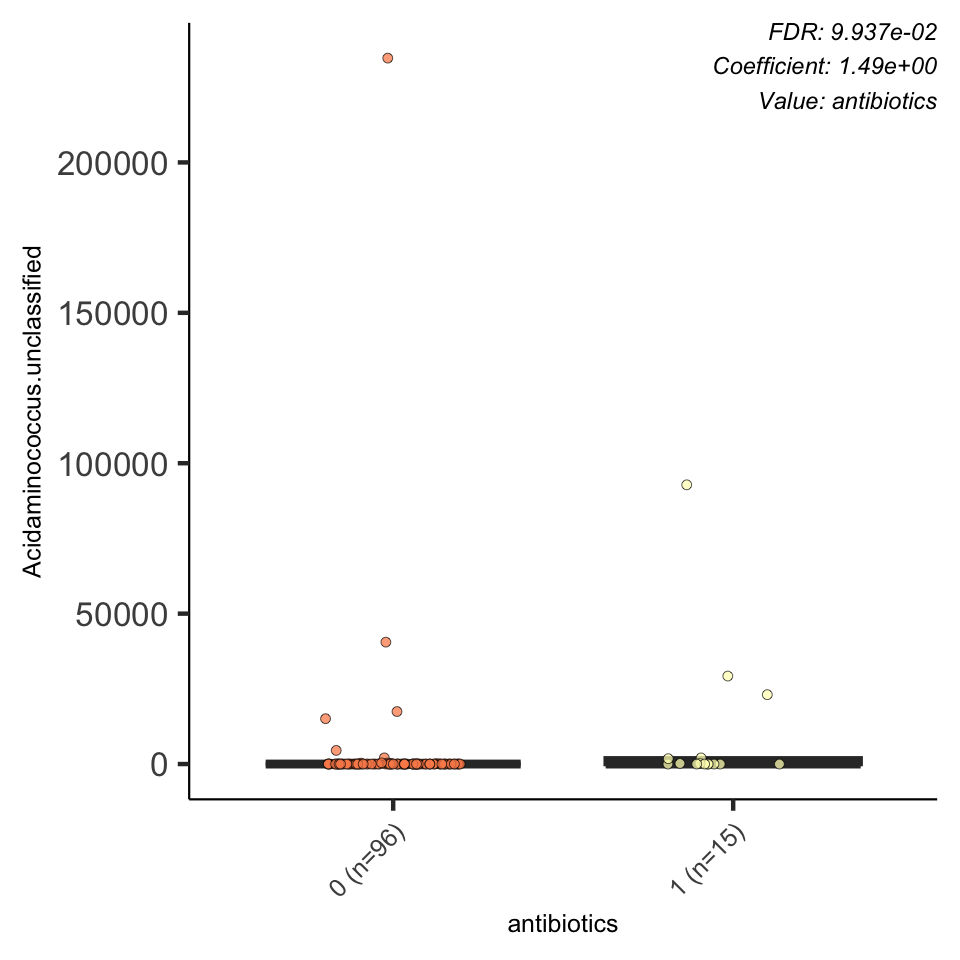 FDR: 9.937e-02
Coefficient: 1.49e+00
Value: antibiotics
Acidaminococcus.unclassified
200000
150000
100000
50000
0
0 (n=96)
1 (n=15)
antibiotics